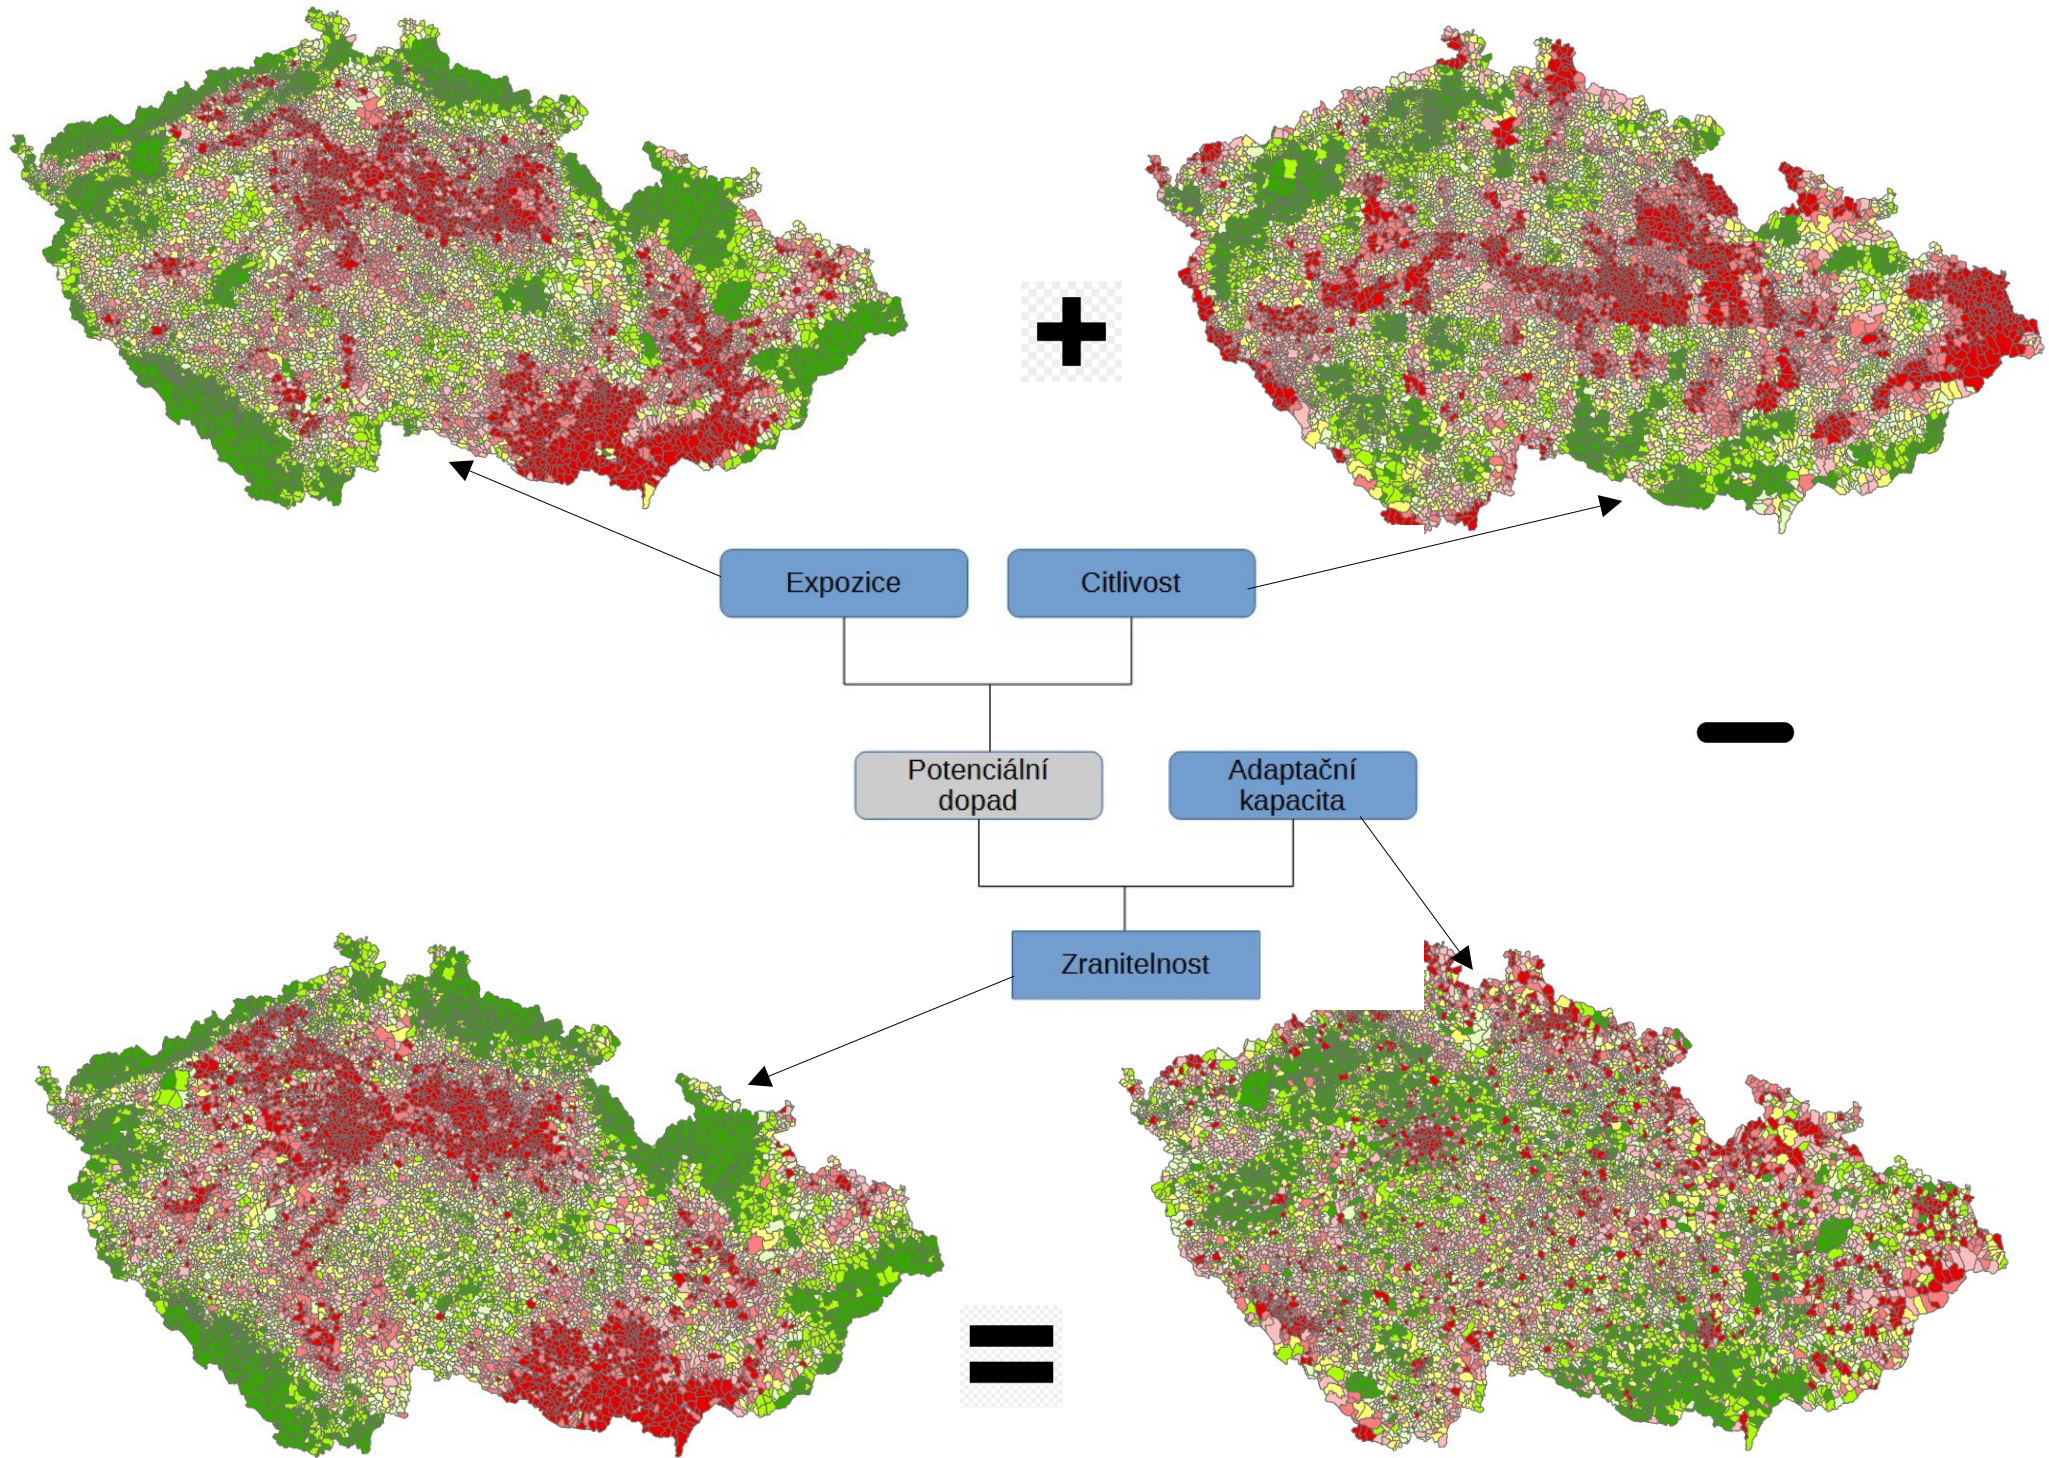 Expozice
Citlivost
Potenciální
dopad
Adaptační
kapacita
Zranitelnost